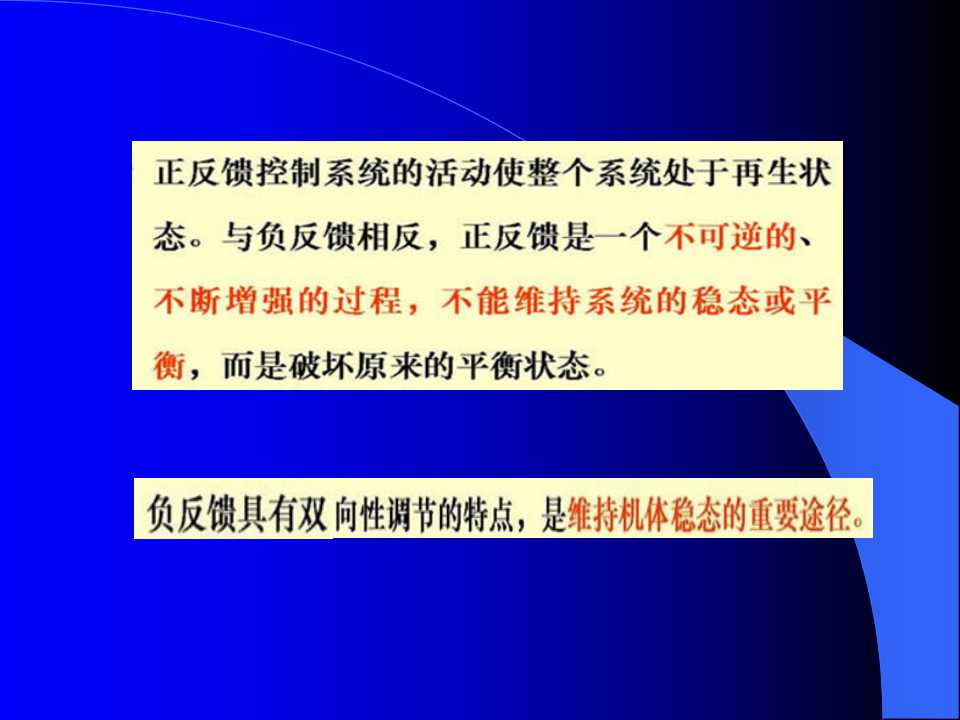 正反馈控制系统的活动使整个系统处于再生状
态。与负反馈相反，正反馈是一个不可逆的、
不断增强的过程，不能维持系统的稳态或平
衡，而是破坏原来的平衡状态。
负反馈具有双向性调节的特点，是维持机体稳态的重要途径。